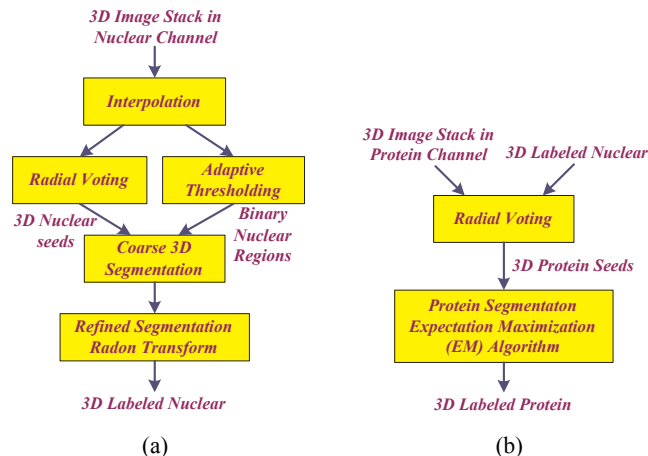 3D Image Stack in
Nuclear Channel
Interpolation
Radial Voting
Adaptive
Thresholding
3D Nuclear
seeds
Binary
Nuclear
Regions
Coarse 3D
Segmentation
Refined Segmentation
Radon Transform
3D Labeled Nuclear
(a)
3D Image Stack in
Protein Channel
3D Labeled Nuclear
Radial Voting
3D Protein Seeds
Protein Segmentaton
Expectation Maximization
(EM) Algorithm
3D Labeled Protein
(b)